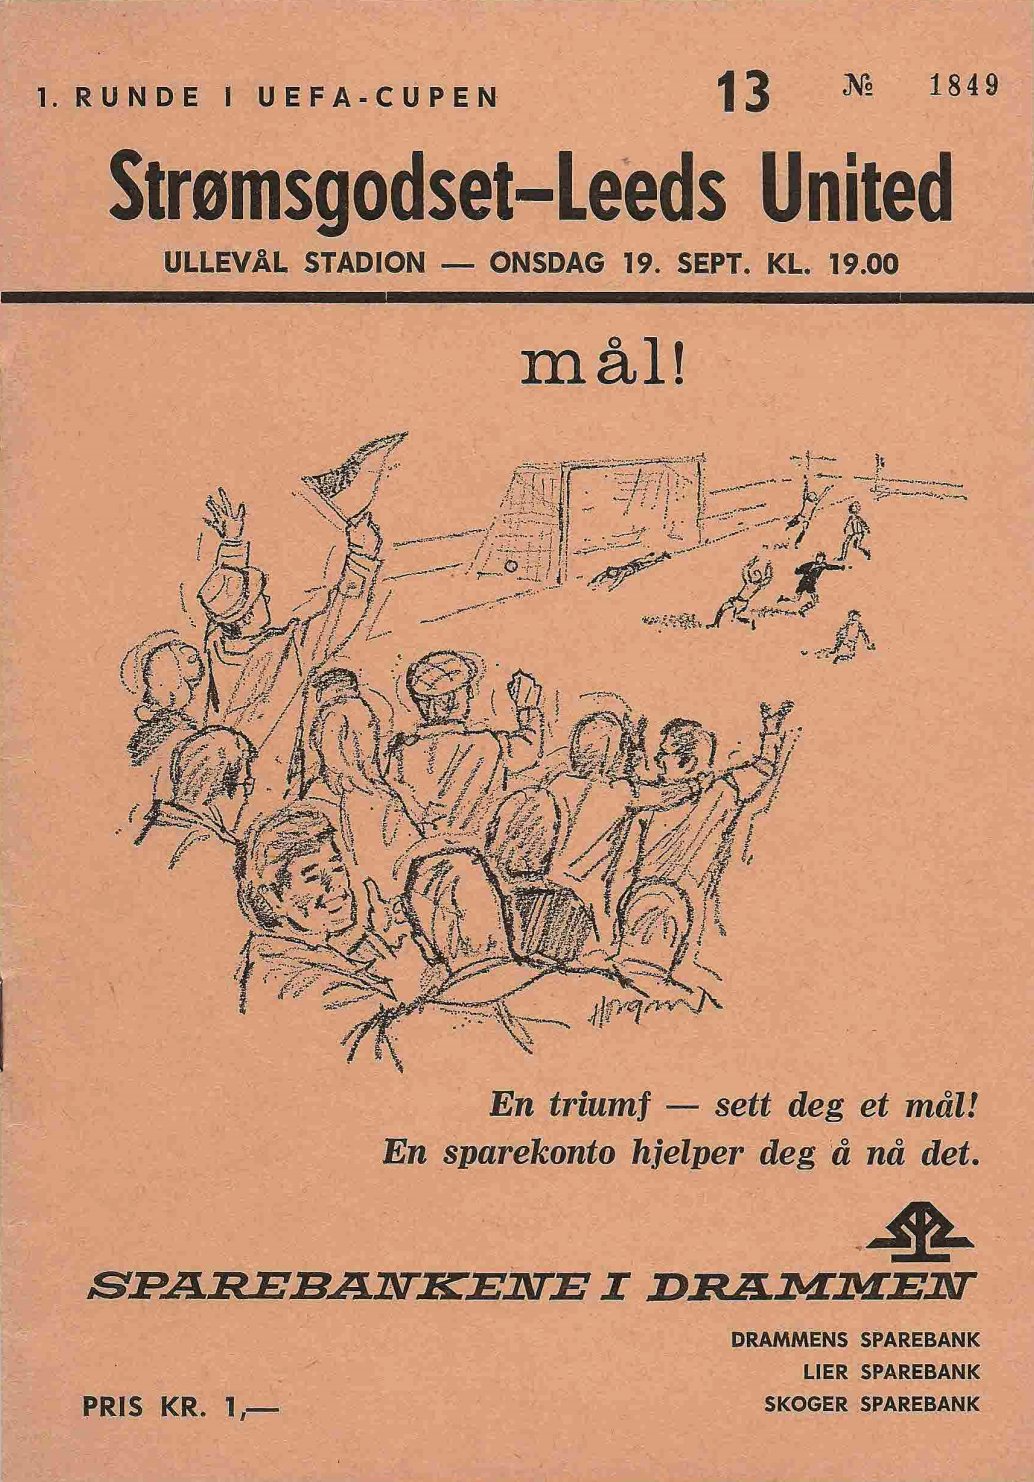 1. RUNDE I UEFA-CUPEN 13 № 1849
Strømsgodset–Leeds United
ULLEVÅL STADION — ONSDAG 19. SEPT. KL. 19.00
mål!
En triumf — sett deg et mål!
En sparekonto hjelper deg å nå det.
SPAREBANKENE I DRAMMEN
DRAMMENS SPAREBANK
LIER SPAREBANK
SKOGER SPAREBANK
PRIS KR. 1,—